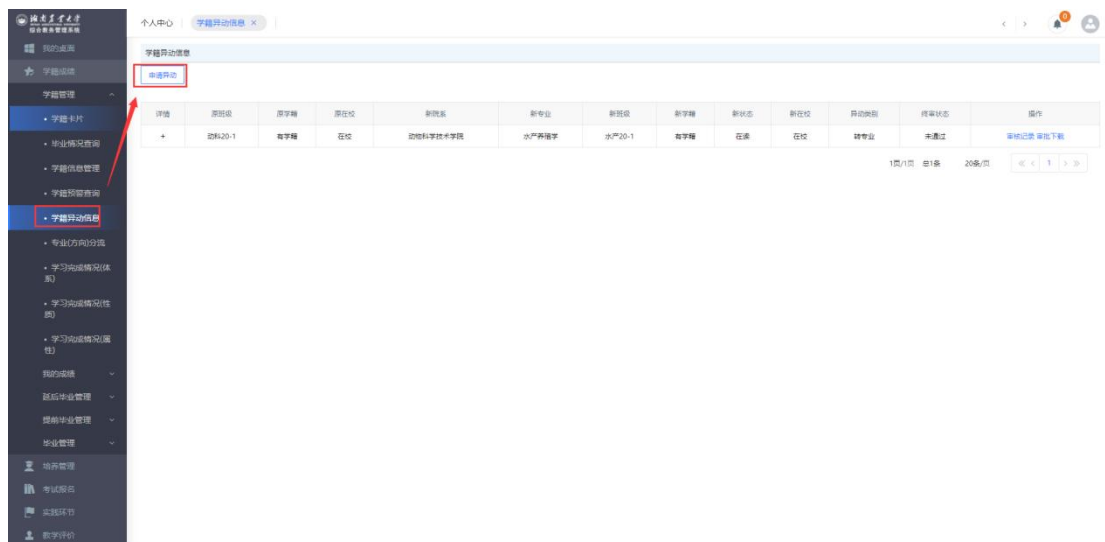 综合教务管理系统
个人中心
学籍异动信息 ×
0
我的桌面
学籍成绩
学籍管理
• 学籍卡片
• 毕业情况查询
• 学籍信息管理
• 学籍预警查询
• 学籍异动信息
• 专业(方向)分流
• 学习完成情况(体
系)
• 学习完成情况(性
质)
• 学习完成情况(属
性)
我的成绩
延后毕业管理
提前毕业管理
毕业管理
培养管理
考试报名
实践环节
教学评价
学籍异动信息
申请异动
详情 原班级 原学籍 原在校 新院系 新专业 新班级 新学籍 新状态 新在校 异动类别 终审状态 操作
+ 动科20-1 有学籍 在校 动物科学技术学院 水产养殖学 水产20-1 有学籍 在读 在校 转专业 未通过 审核记录 审批下载
1页/1页 总1条 20条/页 1